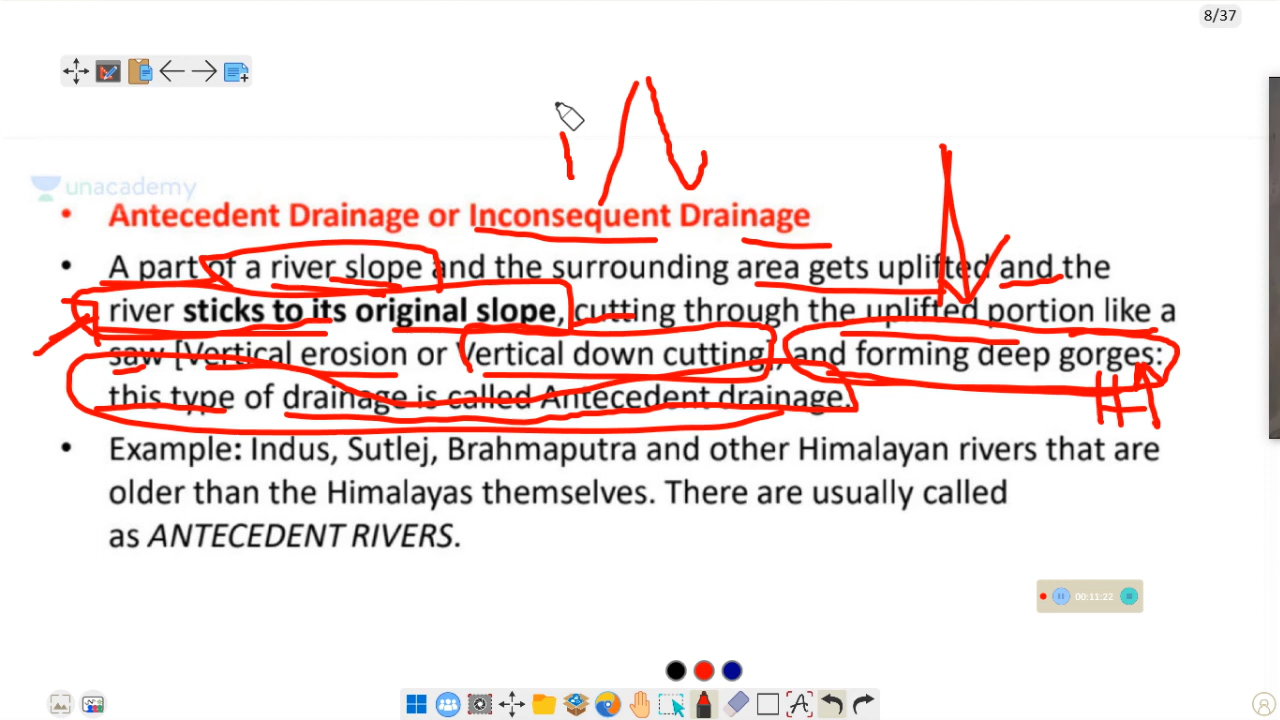 8/37
unacademy
• Antecedent Drainage or Inconsequent Drainage
• A part of a river slope and the surrounding area gets uplifted and the
river sticks to its original slope, cutting through the uplifted portion like a
saw [Vertical erosion or Vertical down cutting], and forming deep gorges:
this type of drainage is called Antecedent drainage.
• Example: Indus, Sutlej, Brahmaputra and other Himalayan rivers that are
older than the Himalayas themselves. There are usually called
as ANTECEDENT RIVERS.
00:11:22